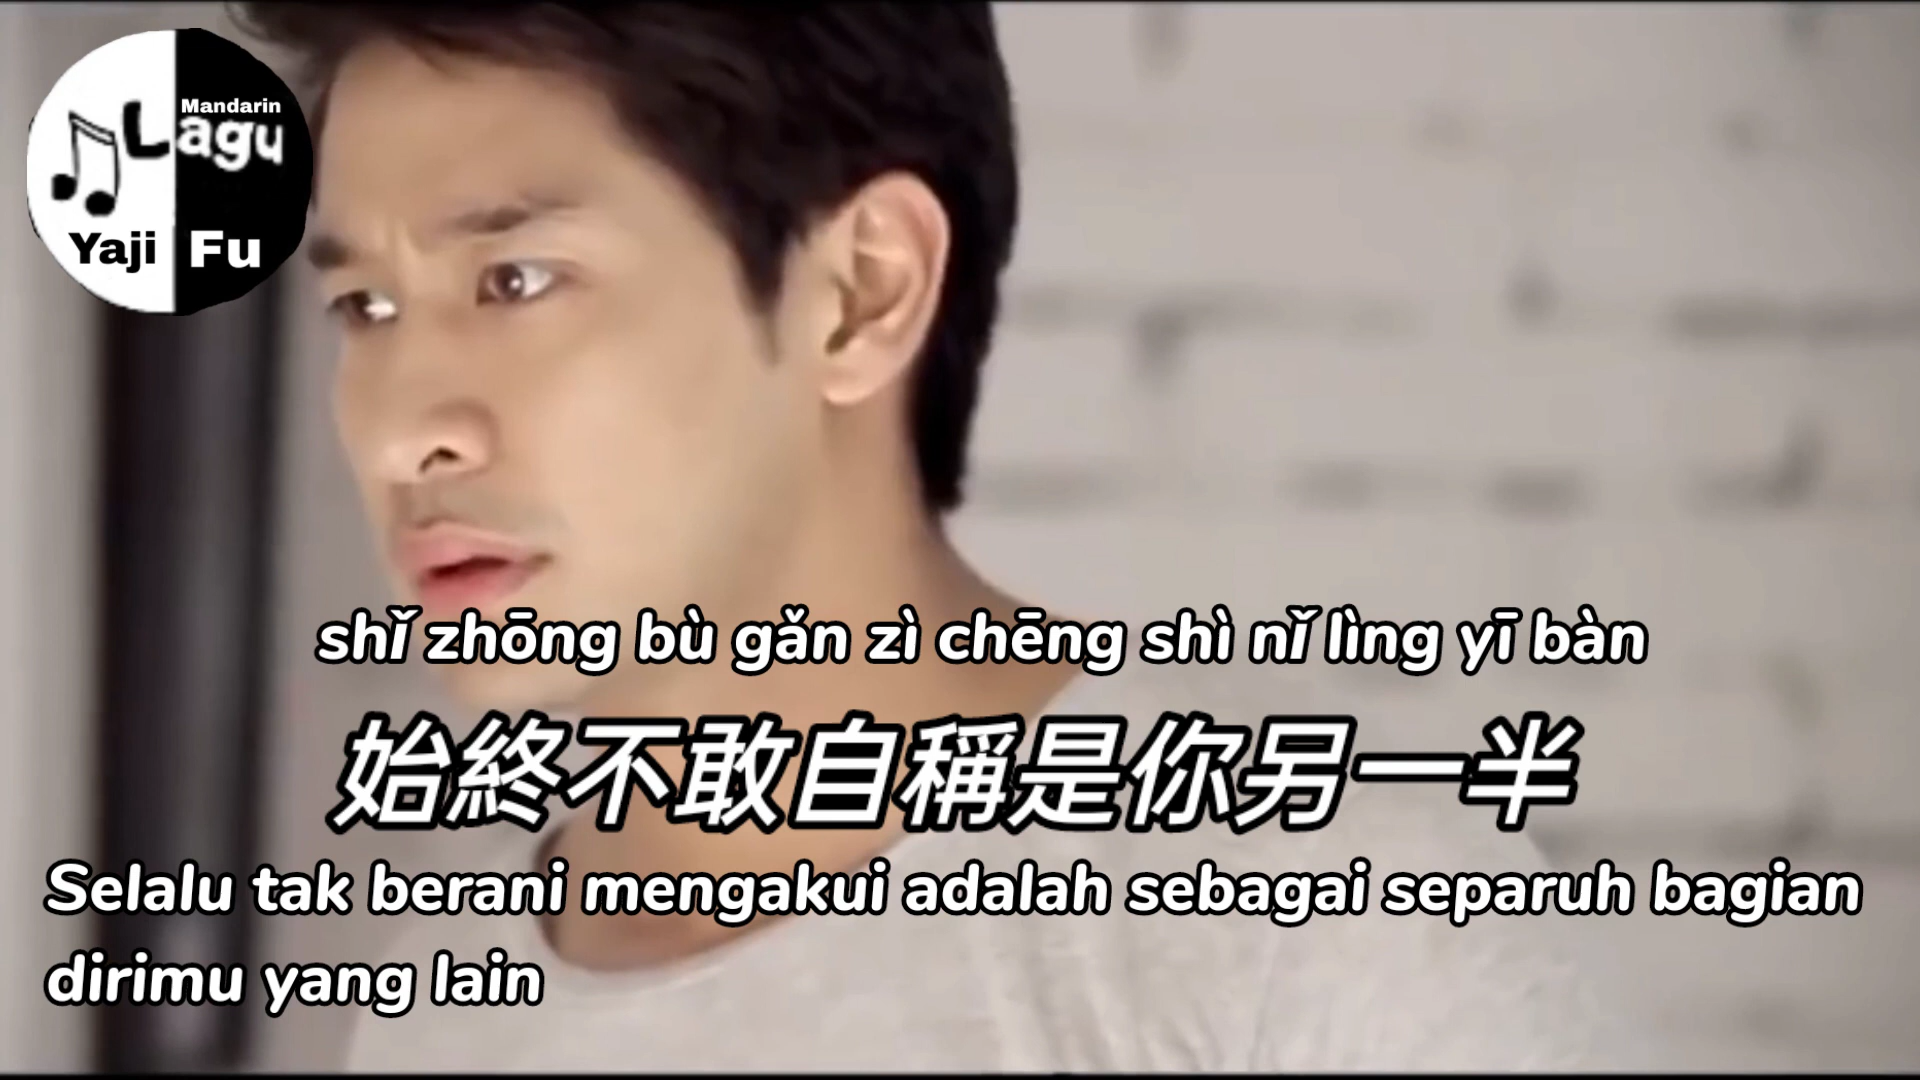 Mandarin
Lagu
Yaji Fu
shǐ zhōng bù gǎn zì chēng shì nǐ lìng yī bàn
始終不敢自稱是你另一半
Selalu tak berani mengakui adalah sebagai separuh bagian
dirimu yang lain